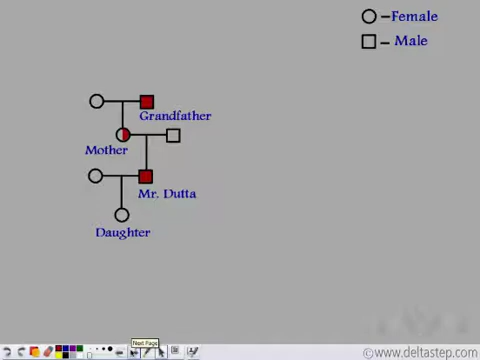 Female
Male
Grandfather
Mother
Mr. Dutta
Daughter
Next Page
© www.deltastep.com